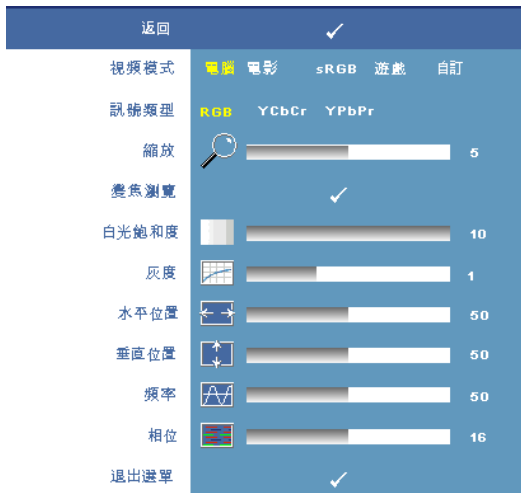 返回
視頻模式 電腦 電影 sRGB 遊戲 自訂
訊號類型 RGB YCbCr YPbPr
縮放 5
變焦瀏覽
白光飽和度 10
灰度 1
水平位置 50
垂直位置 50
頻率 50
相位 16
退出選單